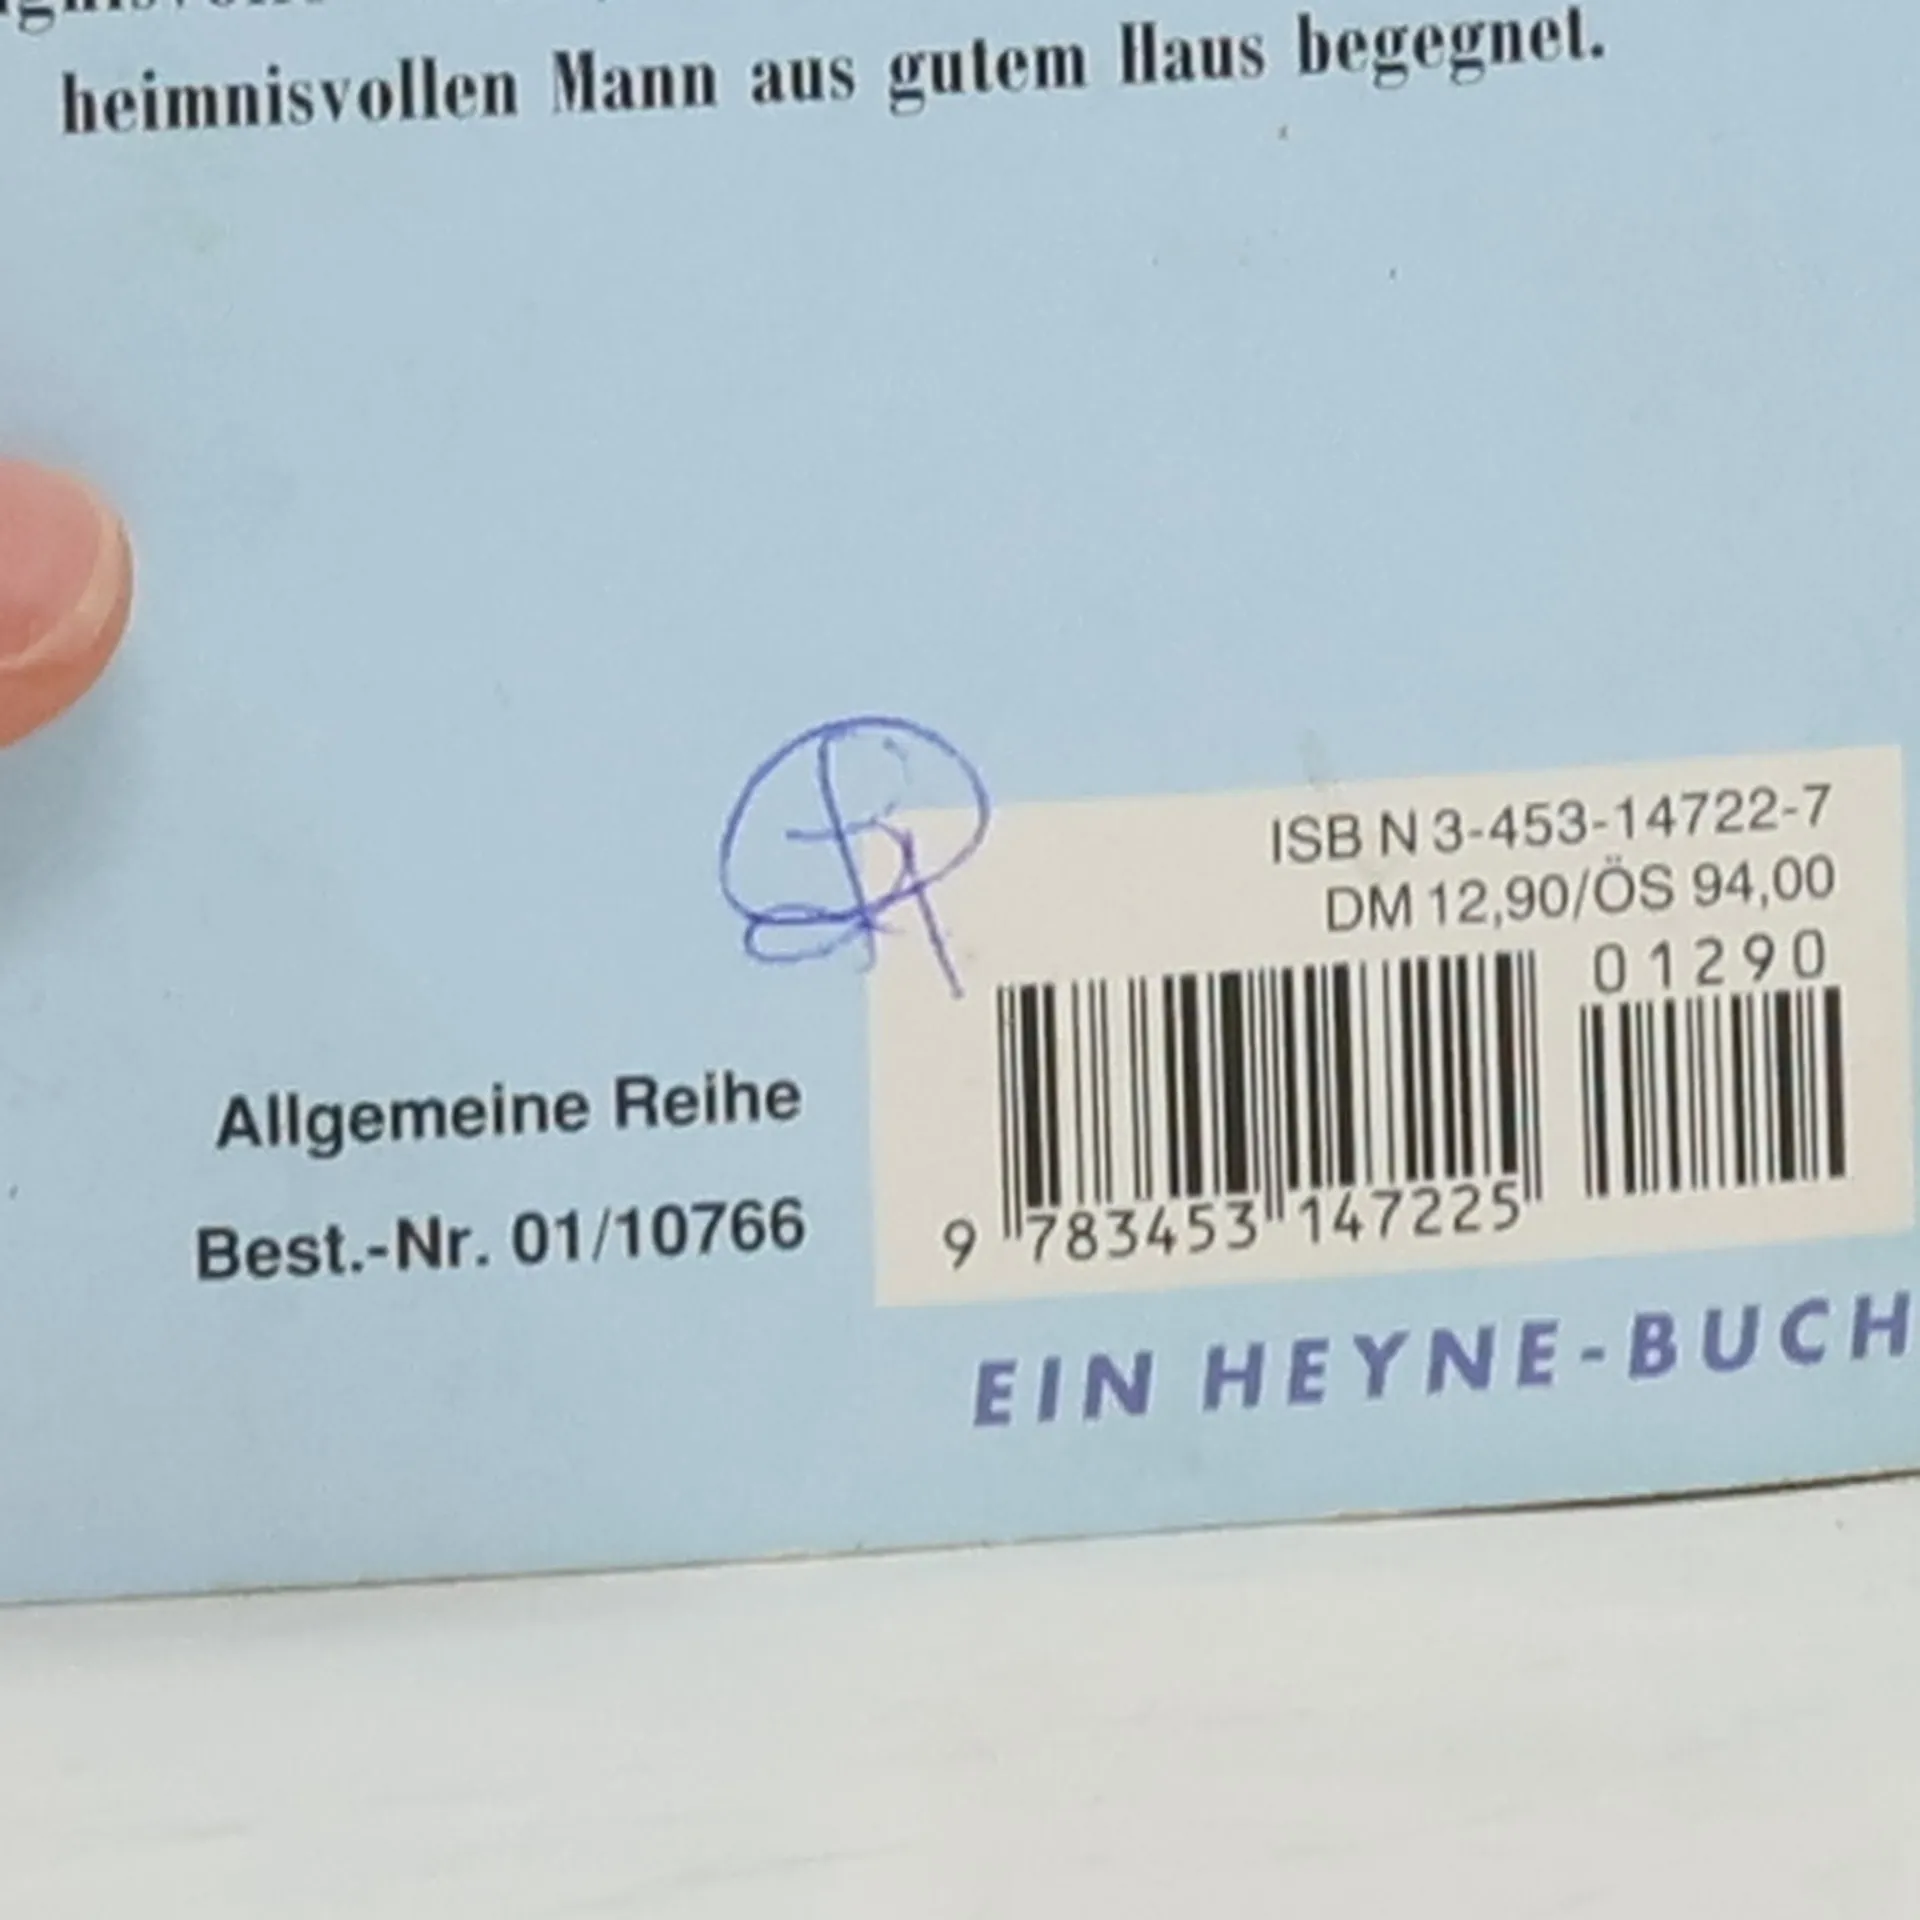 heimnisvollen Mann aus gutem Haus begegnet.
ISBN 3-453-14722-7
DM 12,90/ÖS 94,00
01290
9 783453 147225
Allgemeine Reihe
Best.-Nr. 01/10766
EIN HEYNE-BUCH